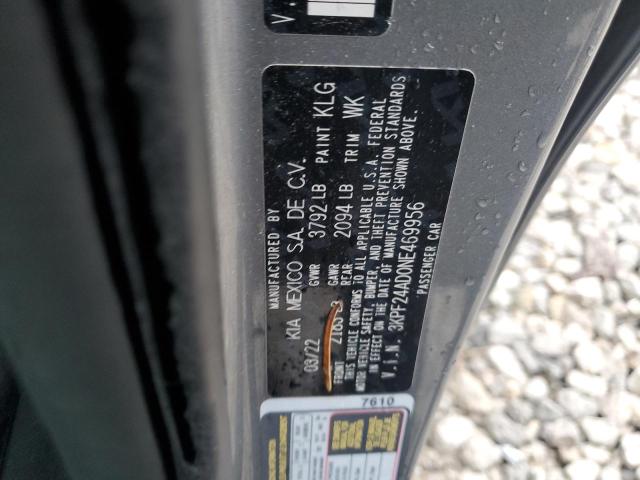 MANUFACTURED BY
KIA MEXICO S.A. DE C.V.
03/22 GVWR 3792 LB PAINT KLG
FRONT GAWR REAR 2094 LB TRIM WK
THIS VEHICLE CONFORMS TO ALL APPLICABLE U.S.A. FEDERAL
MOTOR VEHICLE SAFETY, BUMPER, AND THEFT PREVENTION STANDARDS
IN EFFECT ON THE DATE OF MANUFACTURE SHOWN ABOVE.
V.I.N. 3KPF24AD0NE469956
PASSENGER CAR
7610